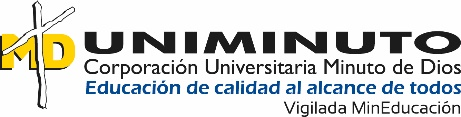 MD UNIMINUTO
Corporación Universitaria Minuto de Dios
Educación de calidad al alcance de todos
Vigilada MinEducación